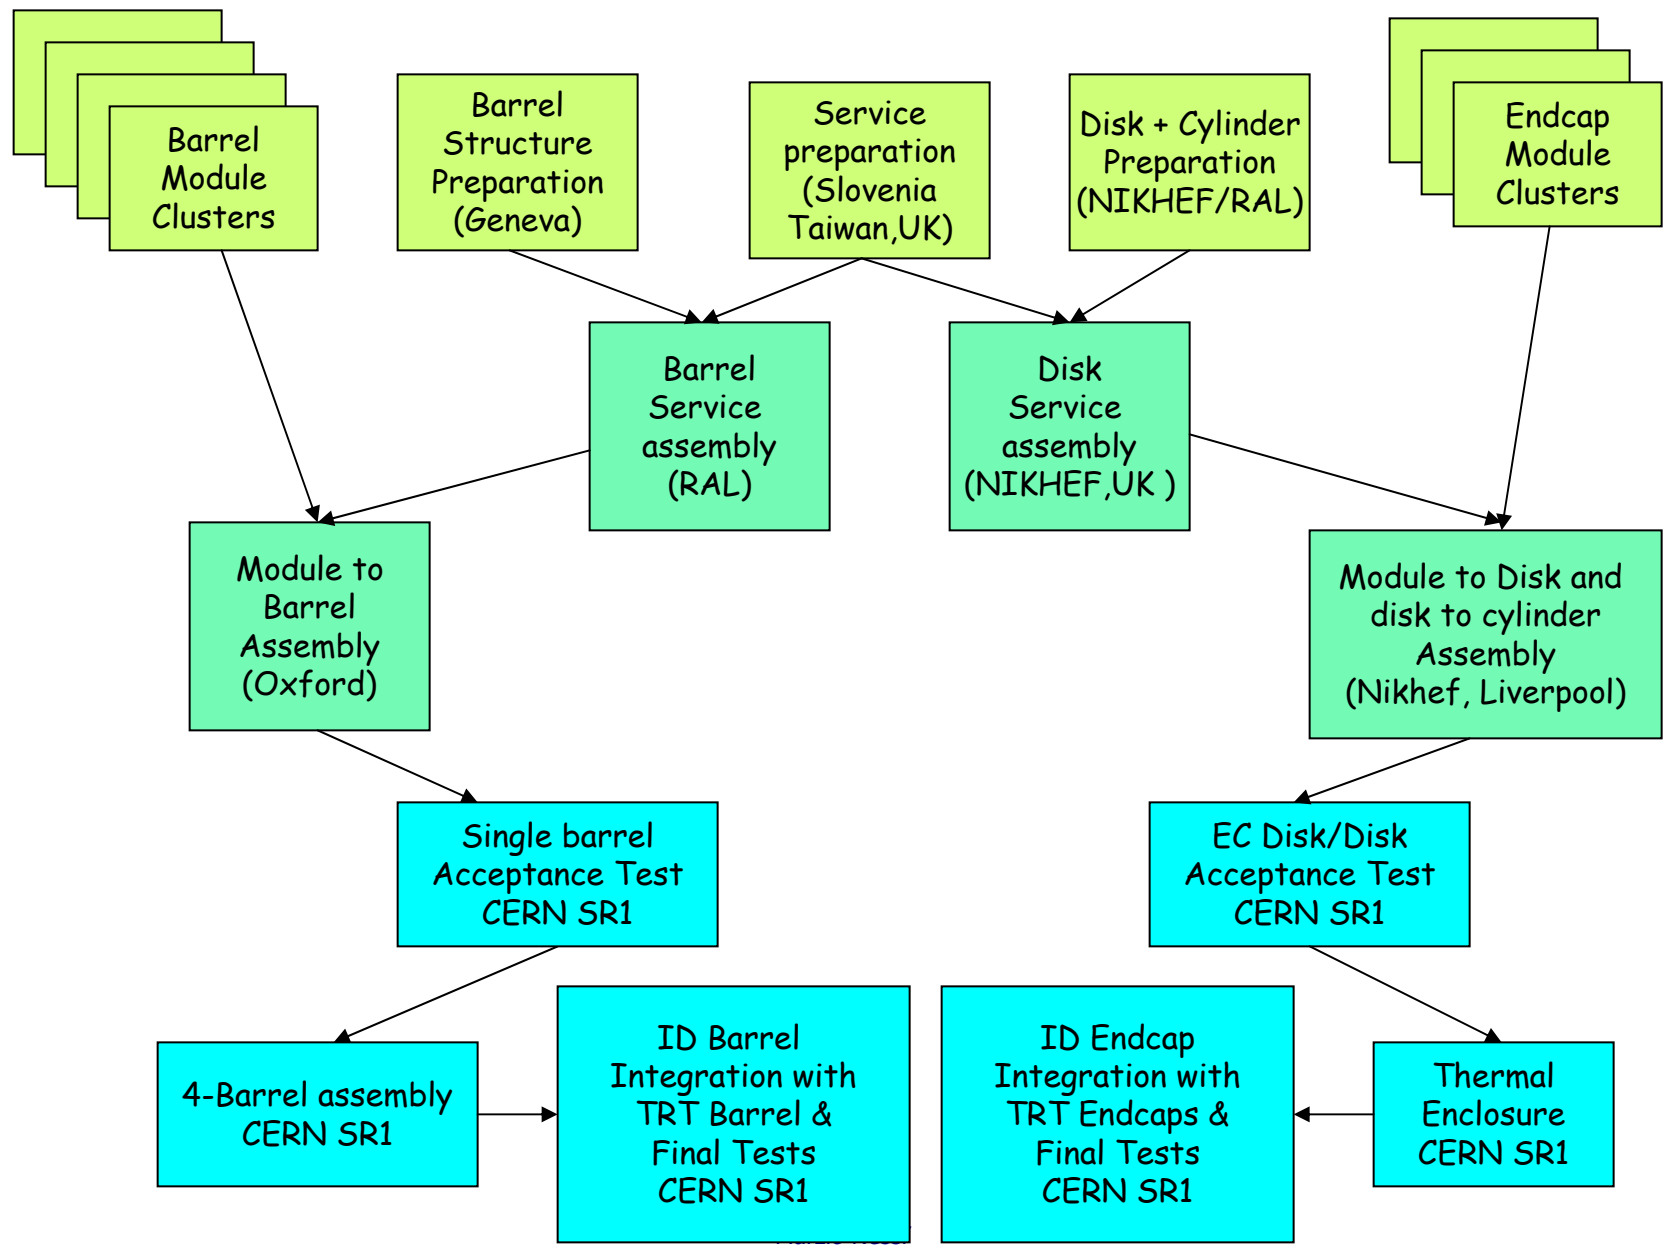 Barrel
Module
Clusters
Barrel
Structure
Preparation
(Geneva)
Service
preparation
(Slovenia
Taiwan,UK)
Disk + Cylinder
Preparation
(NIKHEF/RAL)
Endcap
Module
Clusters
Barrel
Service
assembly
(RAL)
Disk
Service
assembly
(NIKHEF,UK )
Module to
Barrel
Assembly
(Oxford)
Module to Disk and
disk to cylinder
Assembly
(Nikhef, Liverpool)
Single barrel
Acceptance Test
CERN SR1
EC Disk/Disk
Acceptance Test
CERN SR1
4-Barrel assembly
CERN SR1
ID Barrel
Integration with
TRT Barrel &
Final Tests
CERN SR1
ID Endcap
Integration with
TRT Endcaps &
Final Tests
CERN SR1
Thermal
Enclosure
CERN SR1